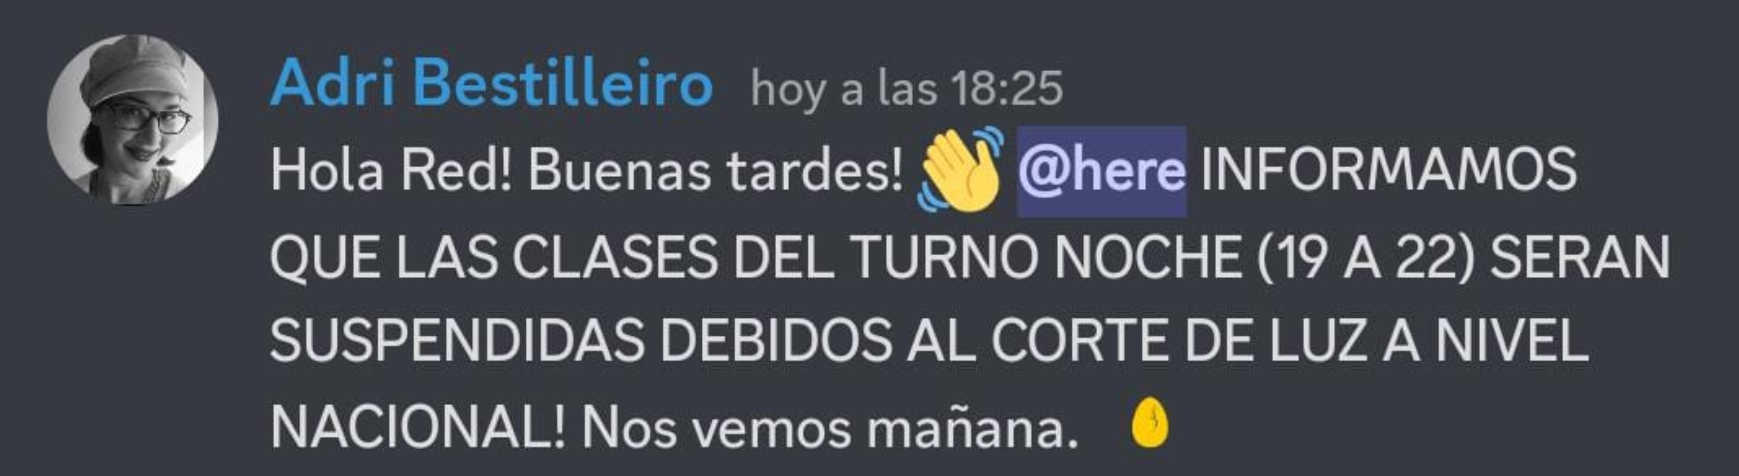 Adri Bestilleiro hoy a las 18:25
Hola Red! Buenas tardes! 👋 @here INFORMAMOS
QUE LAS CLASES DEL TURNO NOCHE (19 A 22) SERAN
SUSPENDIDAS DEBIDOS AL CORTE DE LUZ A NIVEL
NACIONAL! Nos vemos mañana.